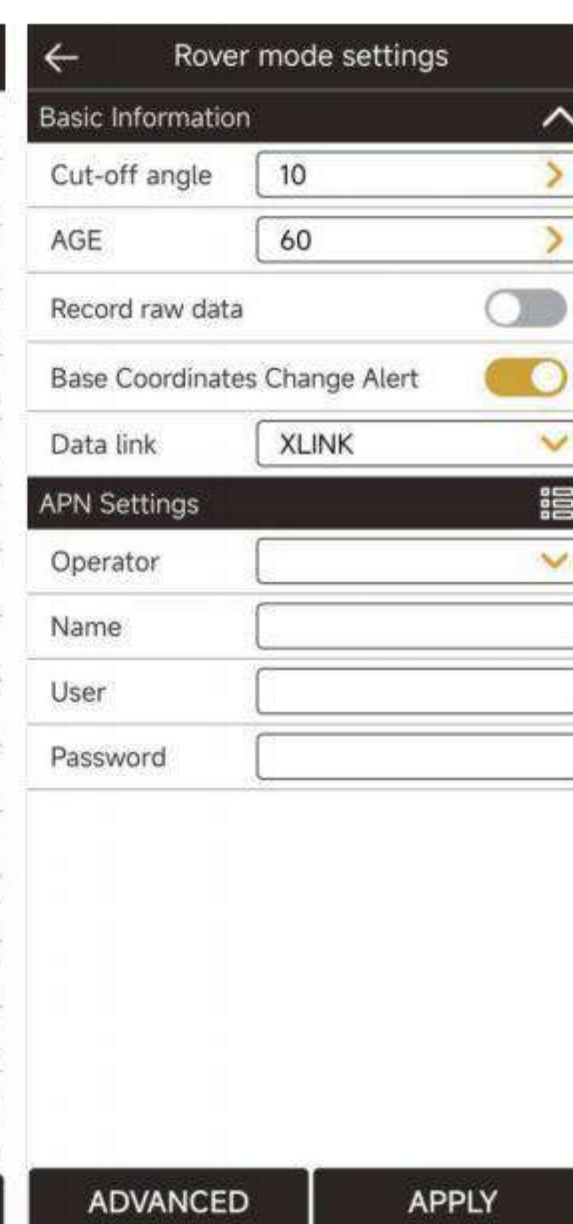 Rover mode settings
Basic Information
Cut-off angle 10
AGE 60
Record raw data
Base Coordinates Change Alert
Data link XLINK
APN Settings
Operator
Name
User
Password
ADVANCED APPLY